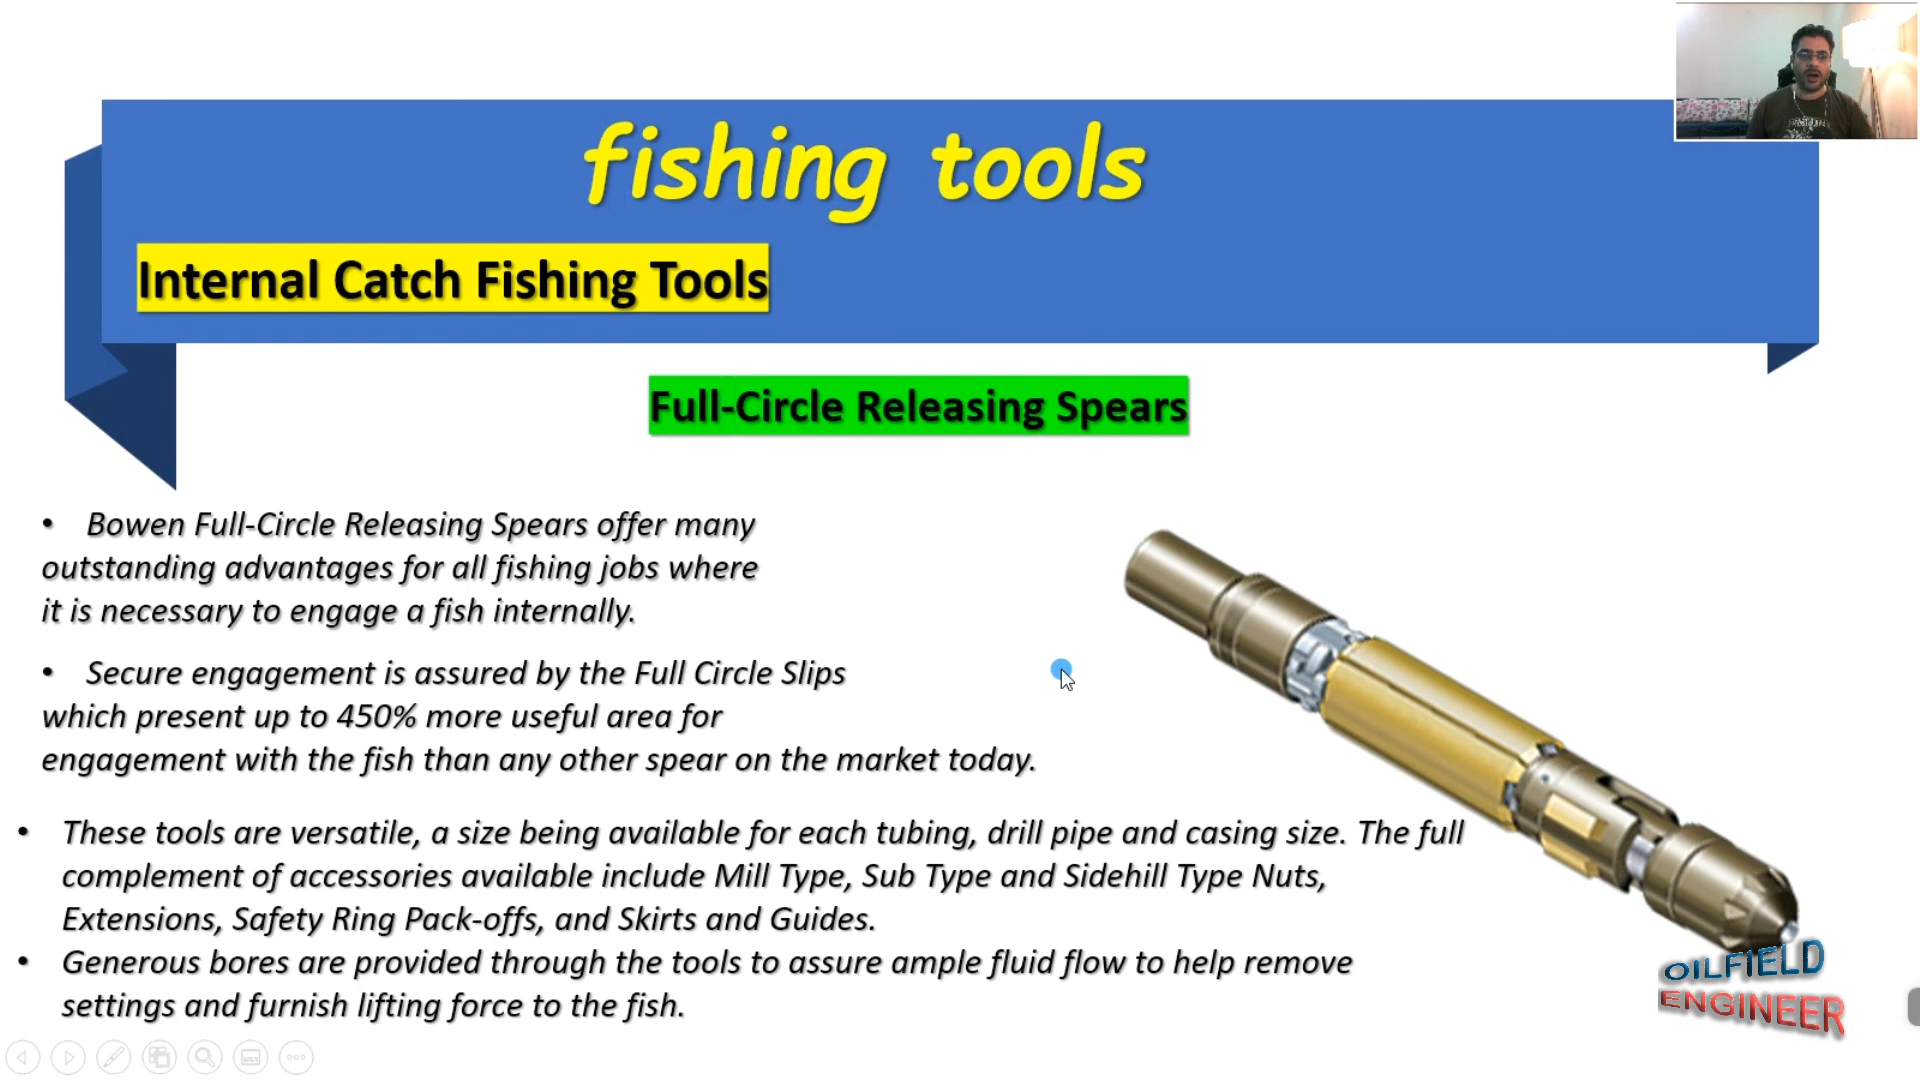 fishing tools
Internal Catch Fishing Tools
Full-Circle Releasing Spears
• Bowen Full-Circle Releasing Spears offer many
outstanding advantages for all fishing jobs where
it is necessary to engage a fish internally.
• Secure engagement is assured by the Full Circle Slips
which present up to 450% more useful area for
engagement with the fish than any other spear on the market today.
• These tools are versatile, a size being available for each tubing, drill pipe and casing size. The full
complement of accessories available include Mill Type, Sub Type and Sidehill Type Nuts,
Extensions, Safety Ring Pack-offs, and Skirts and Guides.
• Generous bores are provided through the tools to assure ample fluid flow to help remove
settings and furnish lifting force to the fish.
OILFIELD
ENGINEER